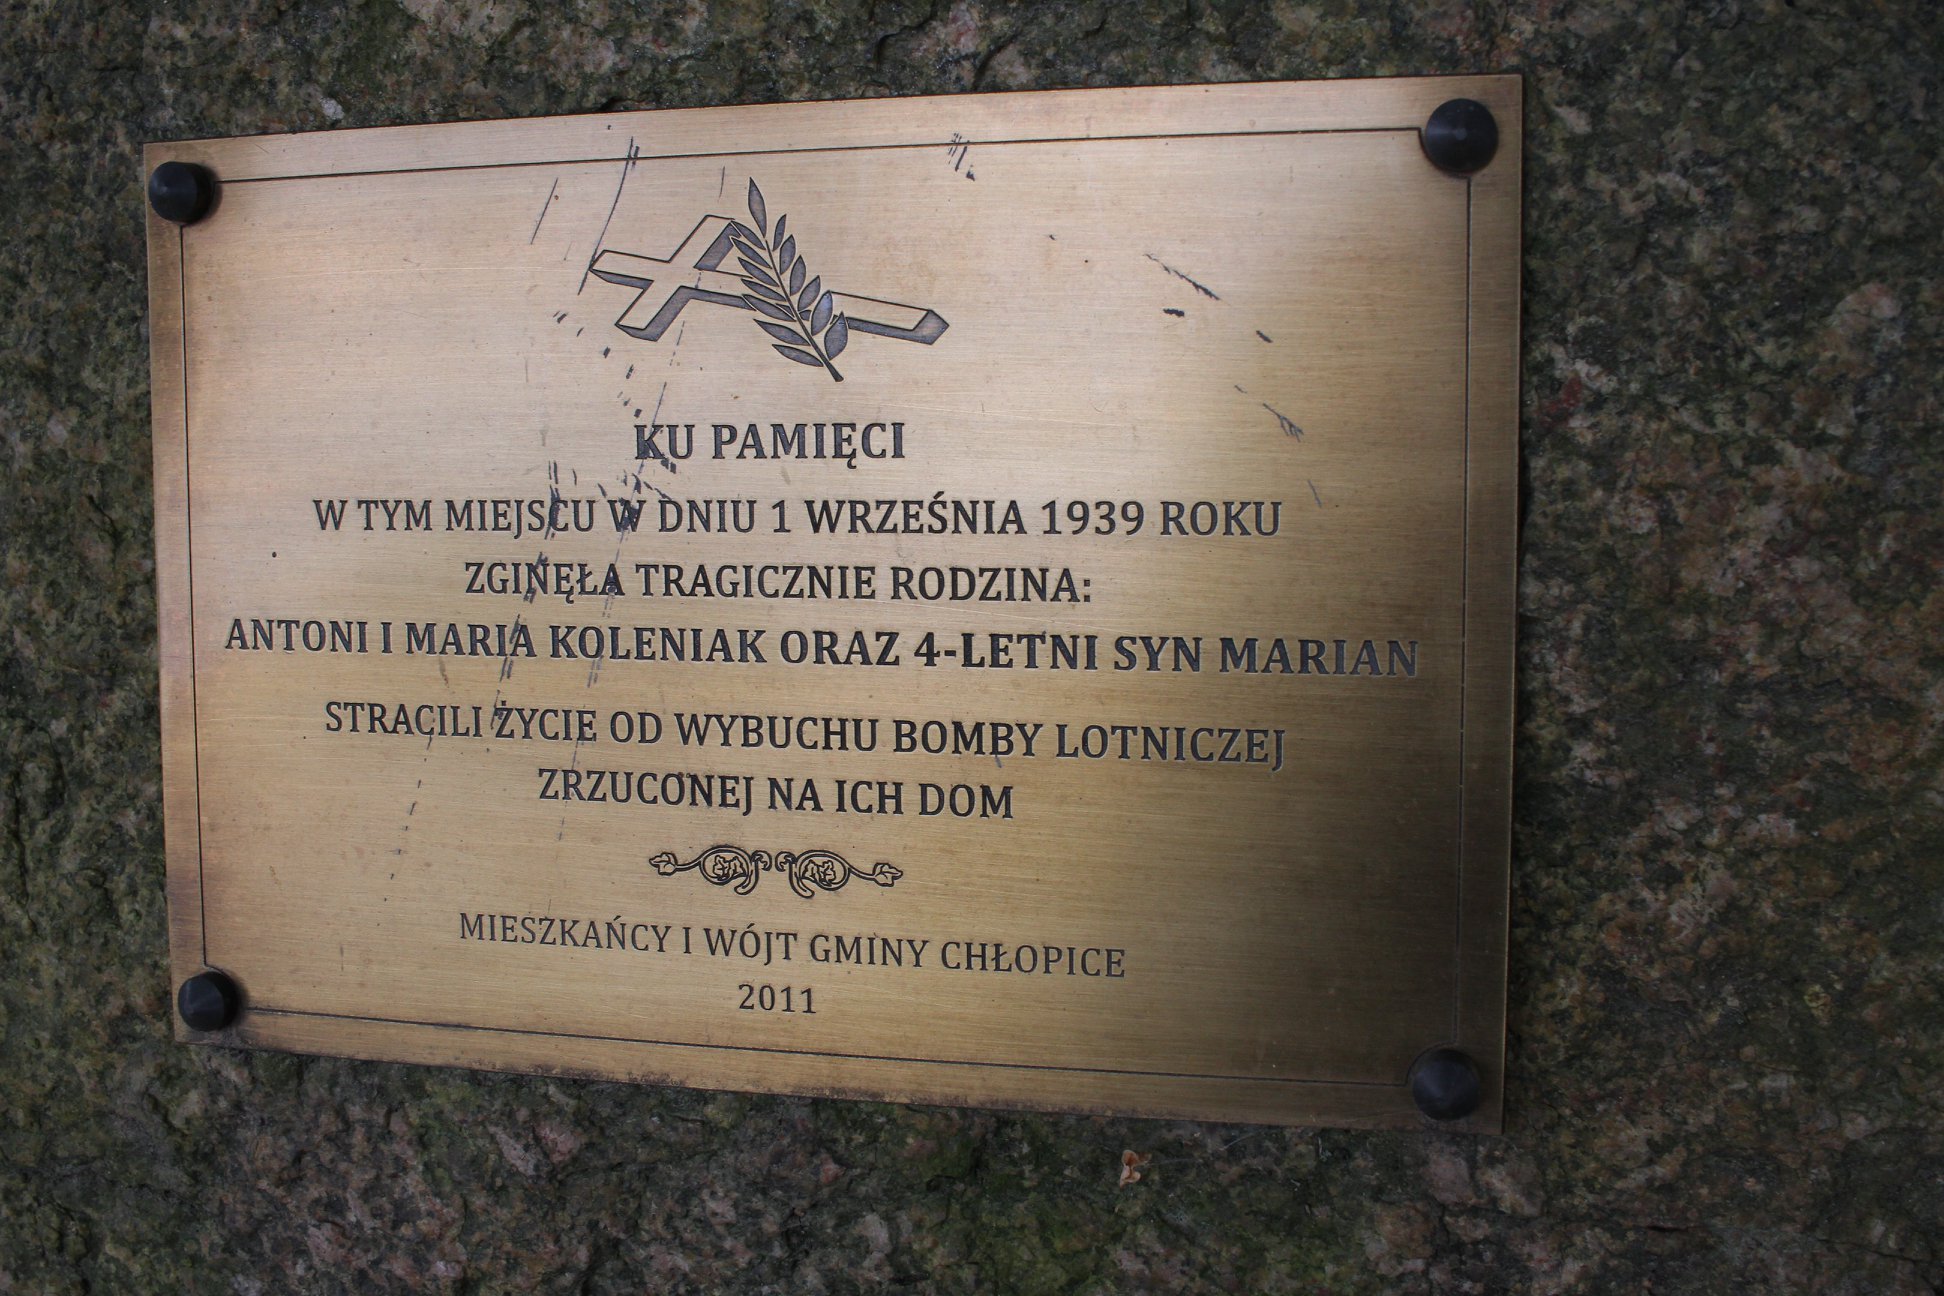 KU PAMIĘCI
W TYM MIEJSCU W DNIU 1 WRZEŚNIA 1939 ROKU
ZGINĘŁA TRAGICZNIE RODZINA:
ANTONI I MARIA KOLENIAK ORAZ 4-LETNI SYN MARIAN
STRACILI ŻYCIE OD WYBUCHU BOMBY LOTNICZEJ
ZRZUCONEJ NA ICH DOM
MIESZKAŃCY I WÓJT GMINY CHŁOPICE
2011